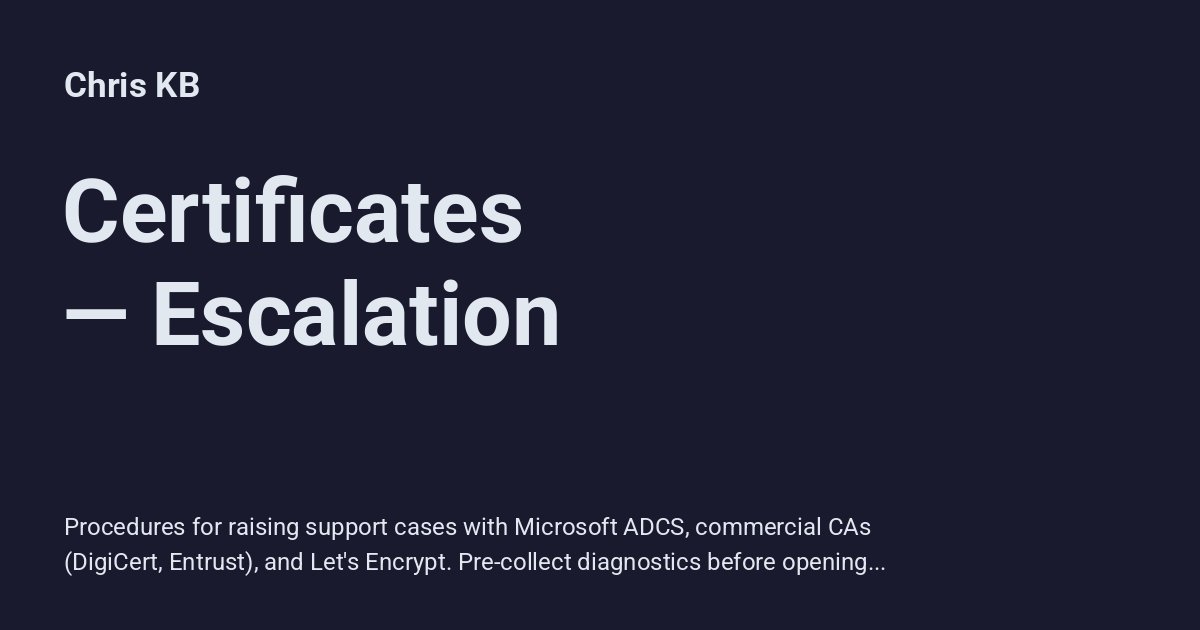 Chris KB
Certificates
— Escalation
Procedures for raising support cases with Microsoft ADCS, commercial CAs
(DigiCert, Entrust), and Let's Encrypt. Pre-collect diagnostics before opening...